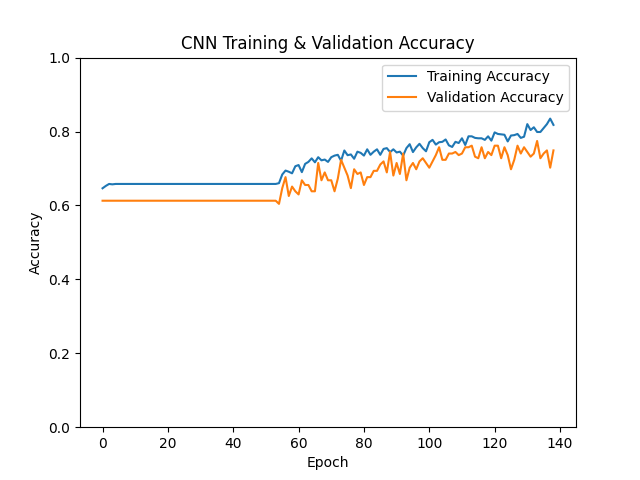 CNN Training & Validation Accuracy
1.0
0.8
0.6
0.4
0.2
0.0
Accuracy
Training Accuracy
Validation Accuracy
0 20 40 60 80 100 120 140
Epoch